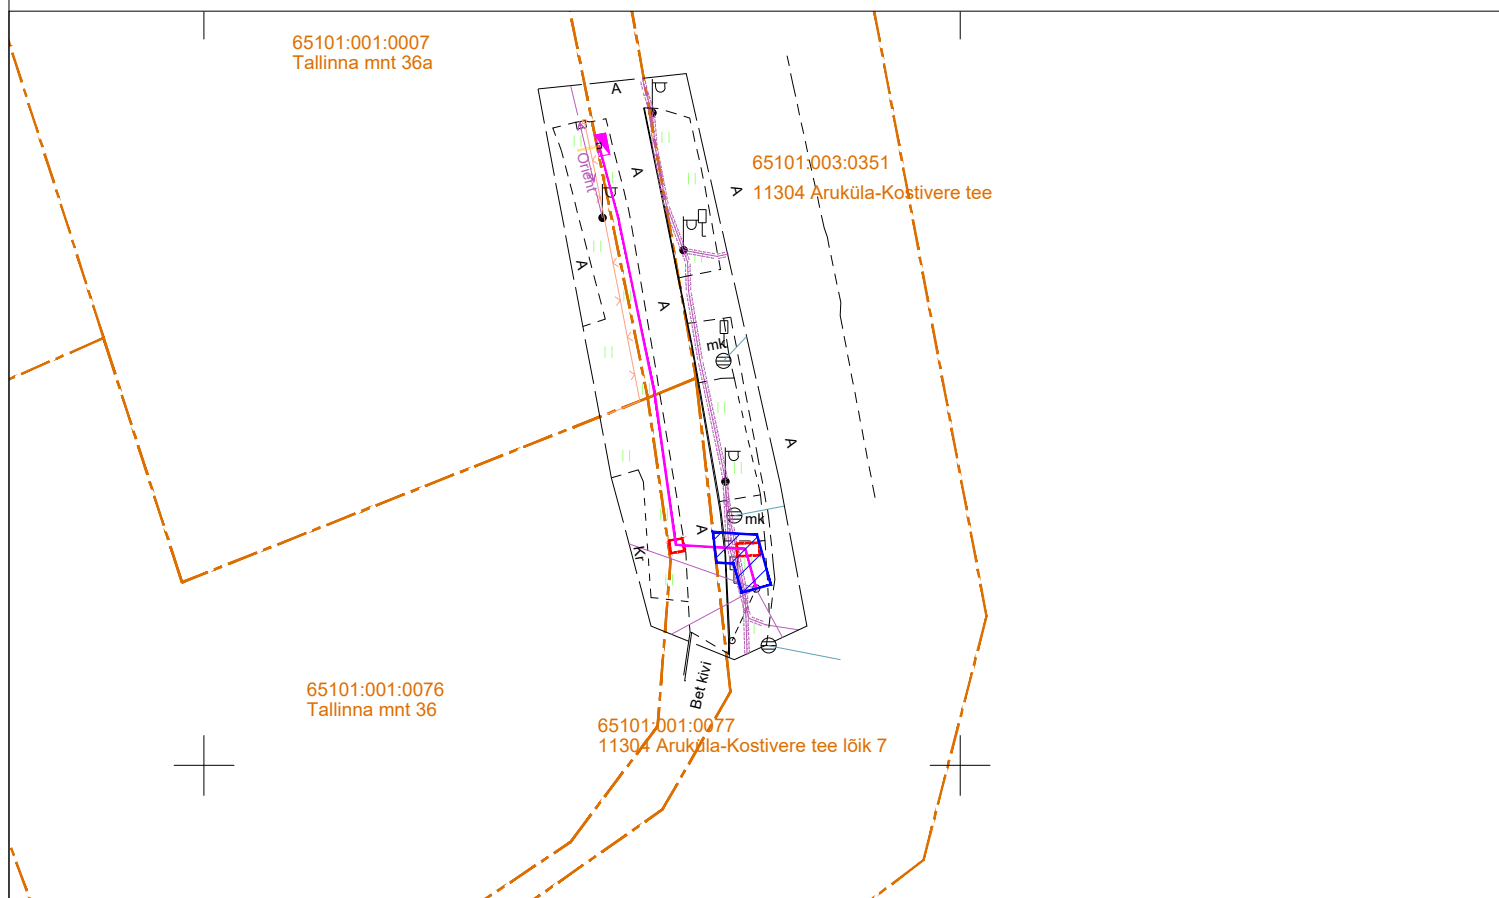 65101:001:0007
Tallinna mnt 36a
A
65101:003:0351
11304 Aruküla-Kostivere tee
Orient
A
A
A
A
mk
A
mk
A
Kr
Bet kivi
65101:001:0076
Tallinna mnt 36
65101:001:0077
11304 Aruküla-Kostivere tee lõik 7